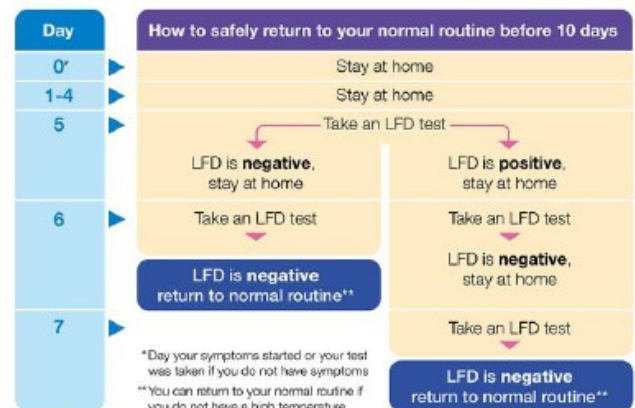 Day
How to safely return to your normal routine before 10 days
0*
Stay at home
1-4
Stay at home
5
Take an LFD test
LFD is negative,
stay at home
LFD is positive,
stay at home
6
Take an LFD test
LFD is negative
return to normal routine**
Take an LFD test
LFD is negative,
stay at home
7
Take an LFD test
LFD is negative
return to normal routine**
*Day your symptoms started or your test
was taken if you do not have symptoms
**You can return to your normal routine if
you do not have a high temperature